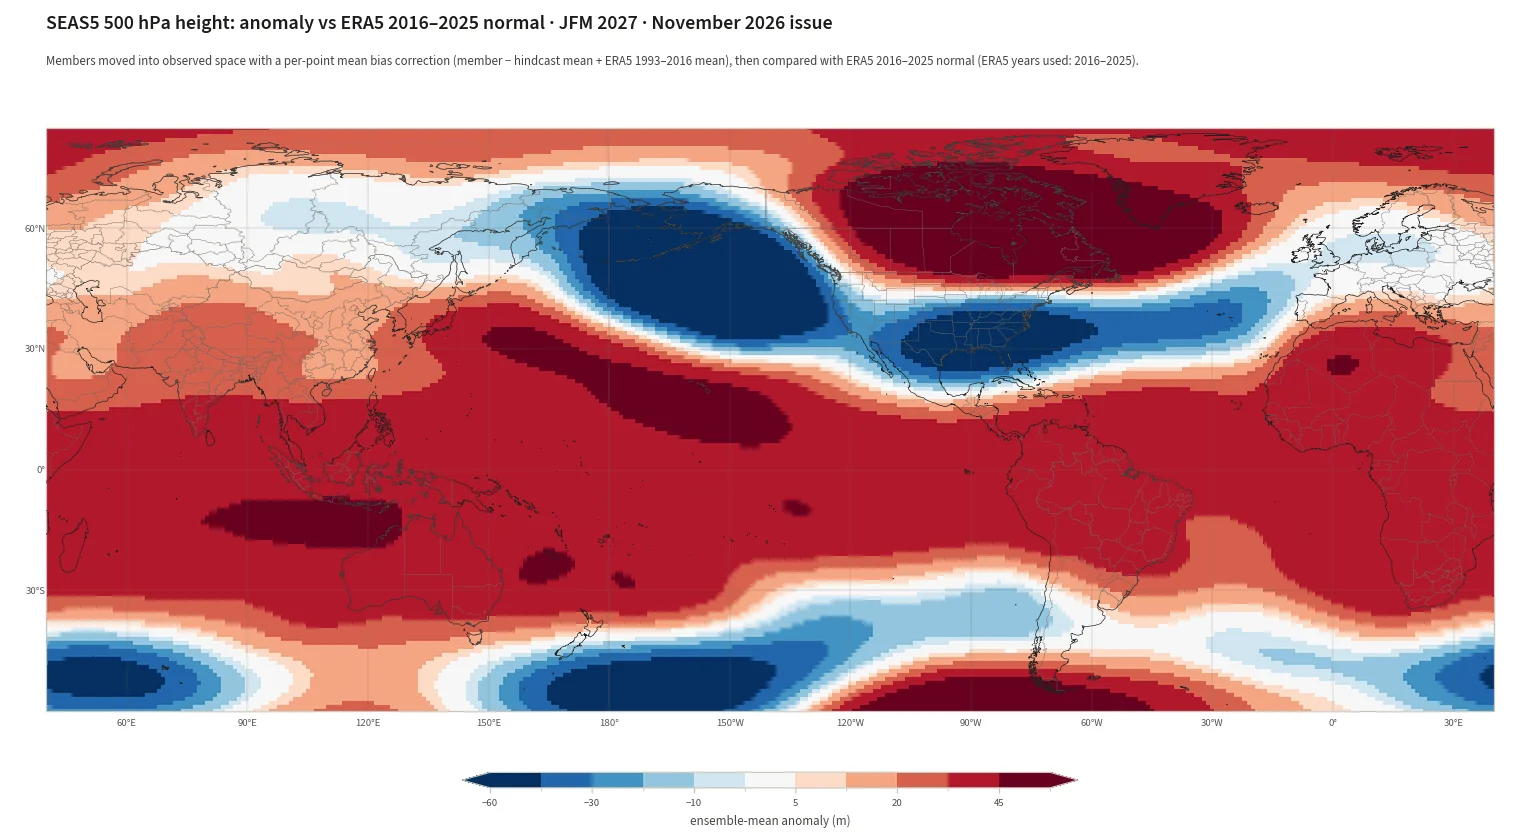 SEAS5 500 hPa height: anomaly vs ERA5 2016–2025 normal · JFM 2027 · November 2026 issue
Members moved into observed space with a per-point mean bias correction (member − hindcast mean + ERA5 1993–2016 mean), then compared with ERA5 2016–2025 normal (ERA5 years used: 2016–2025).
60°N
30°N
0°
30°S
60°E 90°E 120°E 150°E 180° 150°W 120°W 90°W 60°W 30°W 0° 30°E
−60 −30 −10 5 20 45
ensemble-mean anomaly (m)